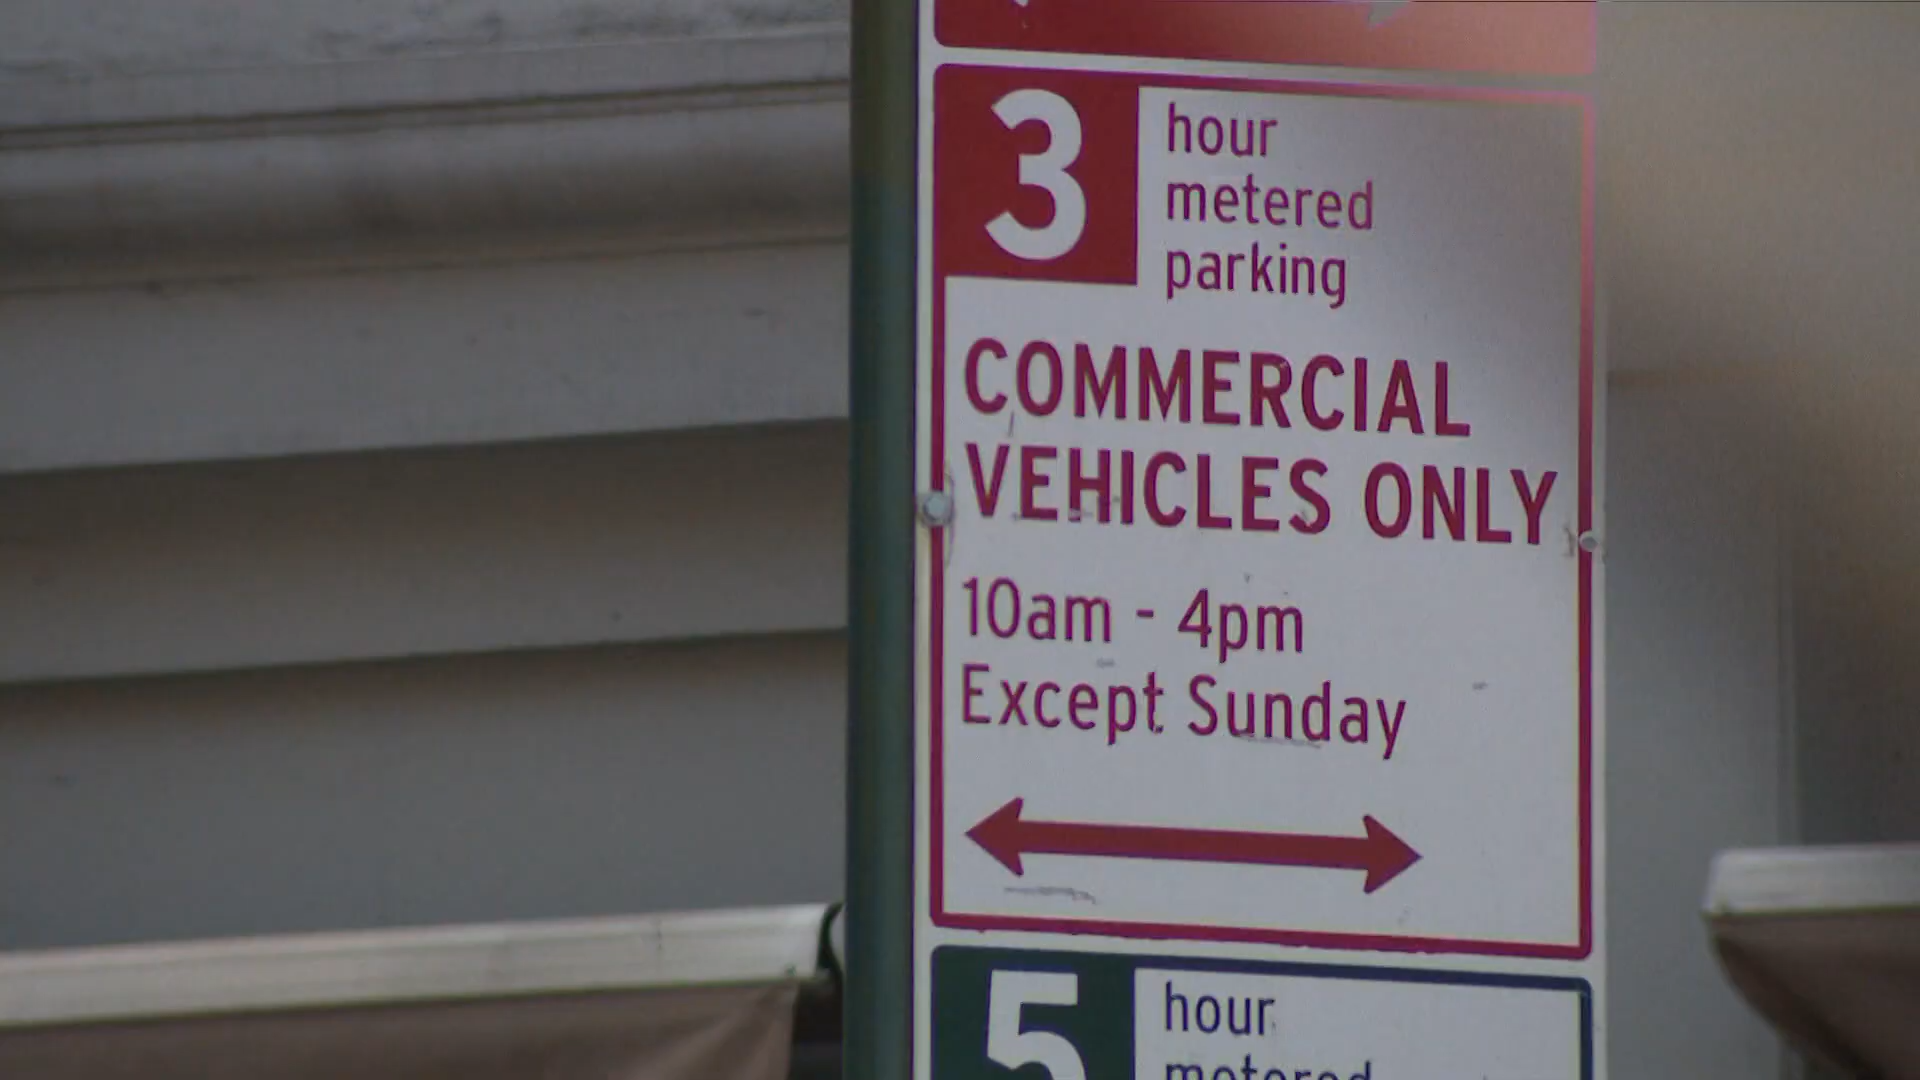 3 hour
metered
parking
COMMERCIAL
VEHICLES ONLY
10am - 4pm
Except Sunday
5 hour
metered